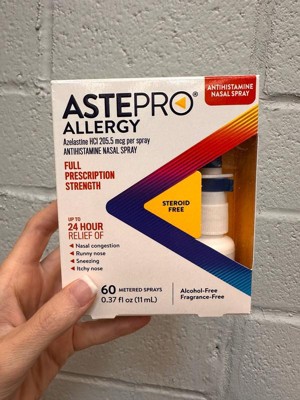 ANTIHISTAMINE
NASAL SPRAY
ASTEPRO®
ALLERGY
Azelastine HCl 205.5 mcg per spray
ANTIHISTAMINE NASAL SPRAY
FULL
PRESCRIPTION
STRENGTH
STEROID
FREE
UP TO
24 HOUR
RELIEF OF
• Nasal congestion
• Runny nose
• Sneezing
• Itchy nose
60 METERED SPRAYS
0.37 fl oz (11 mL)
Alcohol-Free
Fragrance-Free